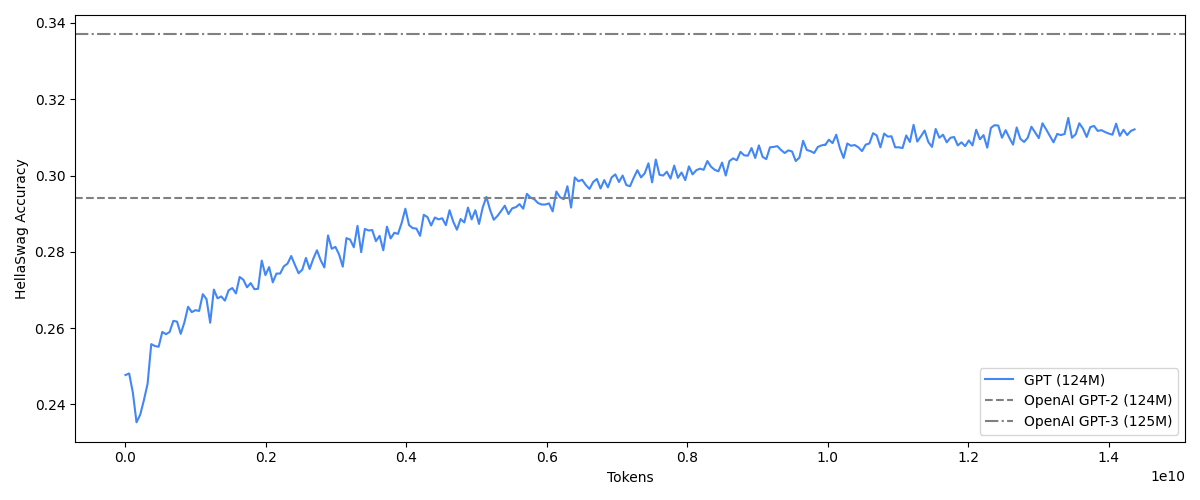 0.34
0.32
0.30
0.28
0.26
0.24
HellaSwag Accuracy
GPT (124M)
OpenAI GPT-2 (124M)
OpenAI GPT-3 (125M)
0.0 0.2 0.4 0.6 0.8 1.0 1.2 1.4
1e10
Tokens